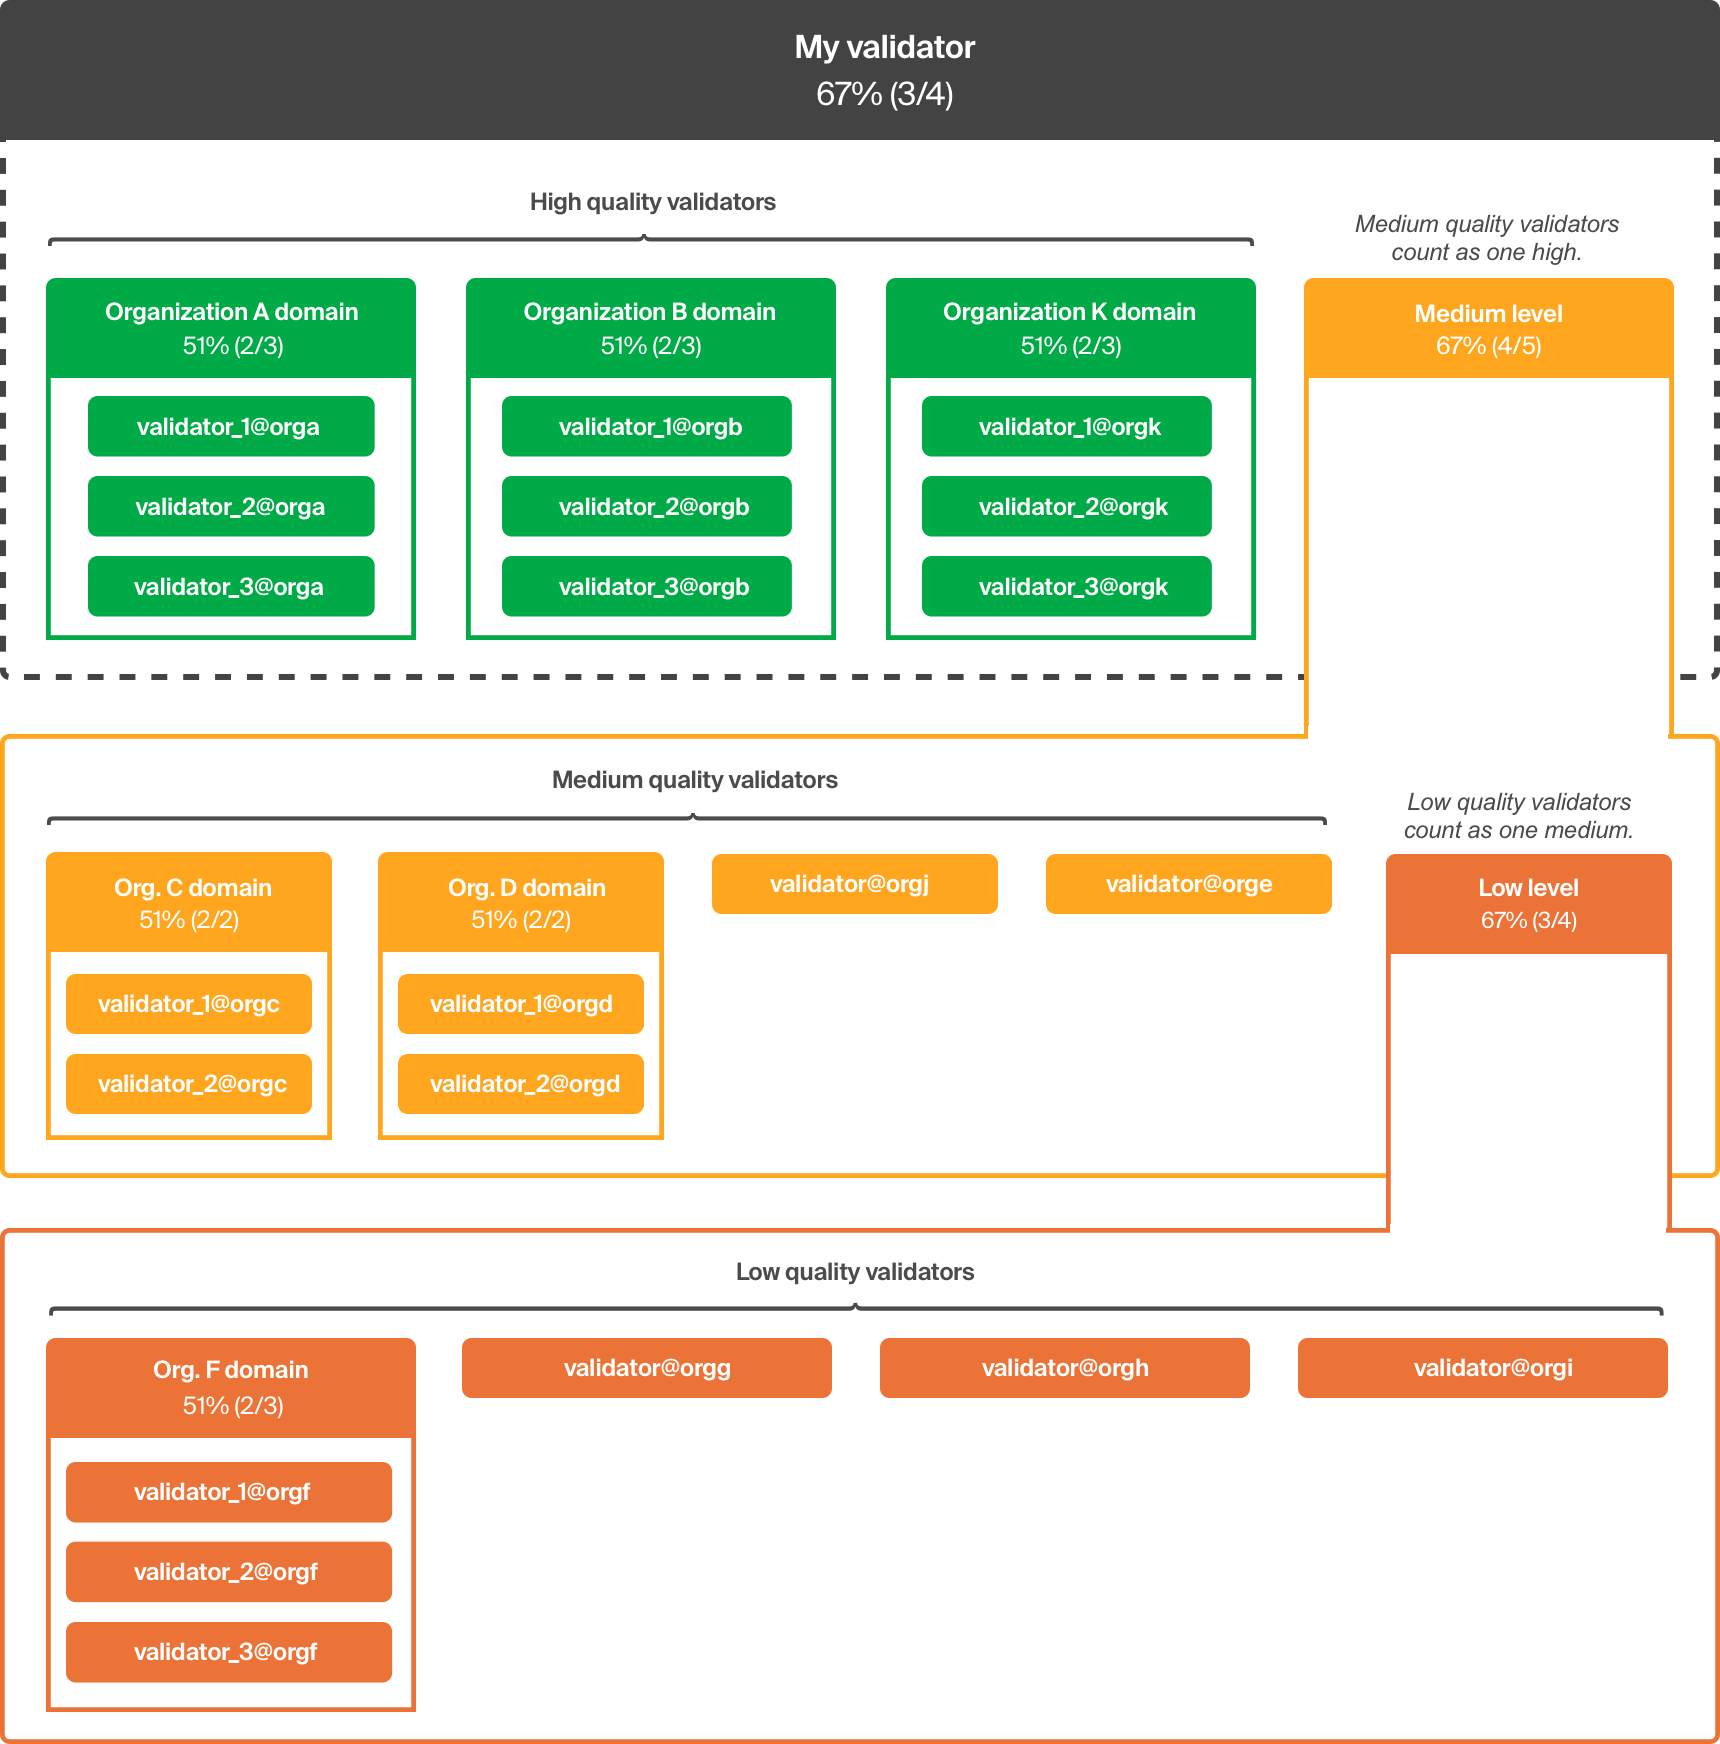 My validator
67% (3/4)
High quality validators
Medium quality validators
count as one high.
Organization A domain
51% (2/3)
validator_1@orga
validator_2@orga
validator_3@orga
Organization B domain
51% (2/3)
validator_1@orgb
validator_2@orgb
validator_3@orgb
Organization K domain
51% (2/3)
validator_1@orgk
validator_2@orgk
validator_3@orgk
Medium level
67% (4/5)
Medium quality validators
Low quality validators
count as one medium.
Org. C domain
51% (2/2)
validator_1@orgc
validator_2@orgc
Org. D domain
51% (2/2)
validator_1@orgd
validator_2@orgd
validator@orgj
validator@orge
Low level
67% (3/4)
Low quality validators
Org. F domain
51% (2/3)
validator_1@orgf
validator_2@orgf
validator_3@orgf
validator@orgg
validator@orgh
validator@orgi